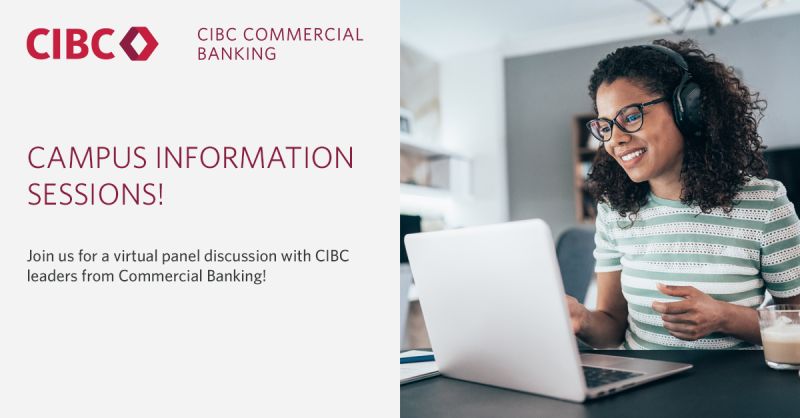 CIBC
CIBC COMMERCIAL
BANKING
CAMPUS INFORMATION
SESSIONS!
Join us for a virtual panel discussion with CIBC
leaders from Commercial Banking!